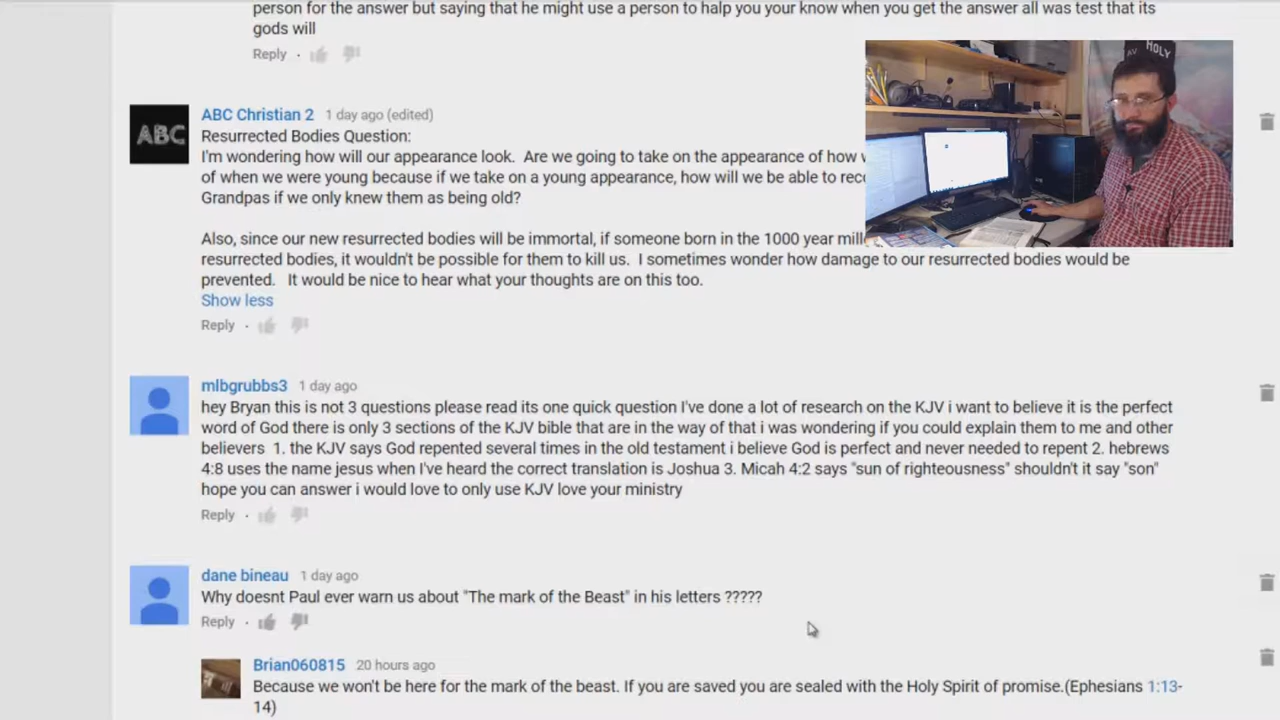 person for the answer but saying that he might use a person to help you your know when you get the answer all was test that its
gods will
Reply
AV HOLY
ABC
ABC Christian 2 1 day ago (edited)
Resurrected Bodies Question:
I'm wondering how will our appearance look. Are we going to take on the appearance of how
of when we were young because if we take on a young appearance, how will we be able to
Grandpas if we only knew them as being old?
Also, since our new resurrected bodies will be immortal, if someone born in the 1000 year
resurrected bodies, it wouldn't be possible for them to kill us. I sometimes wonder how damage to our resurrected bodies would be
prevented. It would be nice to hear what your thoughts are on this too.
Show less
Reply
mlbgrubbs3 1 day ago
hey Bryan this is not 3 questions please read its one quick question I've done a lot of research on the KJV i want to believe it is the perfect
word of God there is only 3 sections of the KJV bible that are in the way of that i was wondering if you could explain them to me and other
believers 1. the KJV says God repented several times in the old testament i believe God is perfect and never needed to repent 2. hebrews
4:8 uses the name jesus when I've heard the correct translation is Joshua 3. Micah 4:2 says "sun of righteousness" shouldn't it say "son"
hope you can answer i would love to only use KJV love your ministry
Reply
dane bineau 1 day ago
Why doesnt Paul ever warn us about "The mark of the Beast" in his letters ?????
Reply
Brian060815 20 hours ago
Because we won't be here for the mark of the beast. If you are saved you are sealed with the Holy Spirit of promise.(Ephesians 1:13-
14)